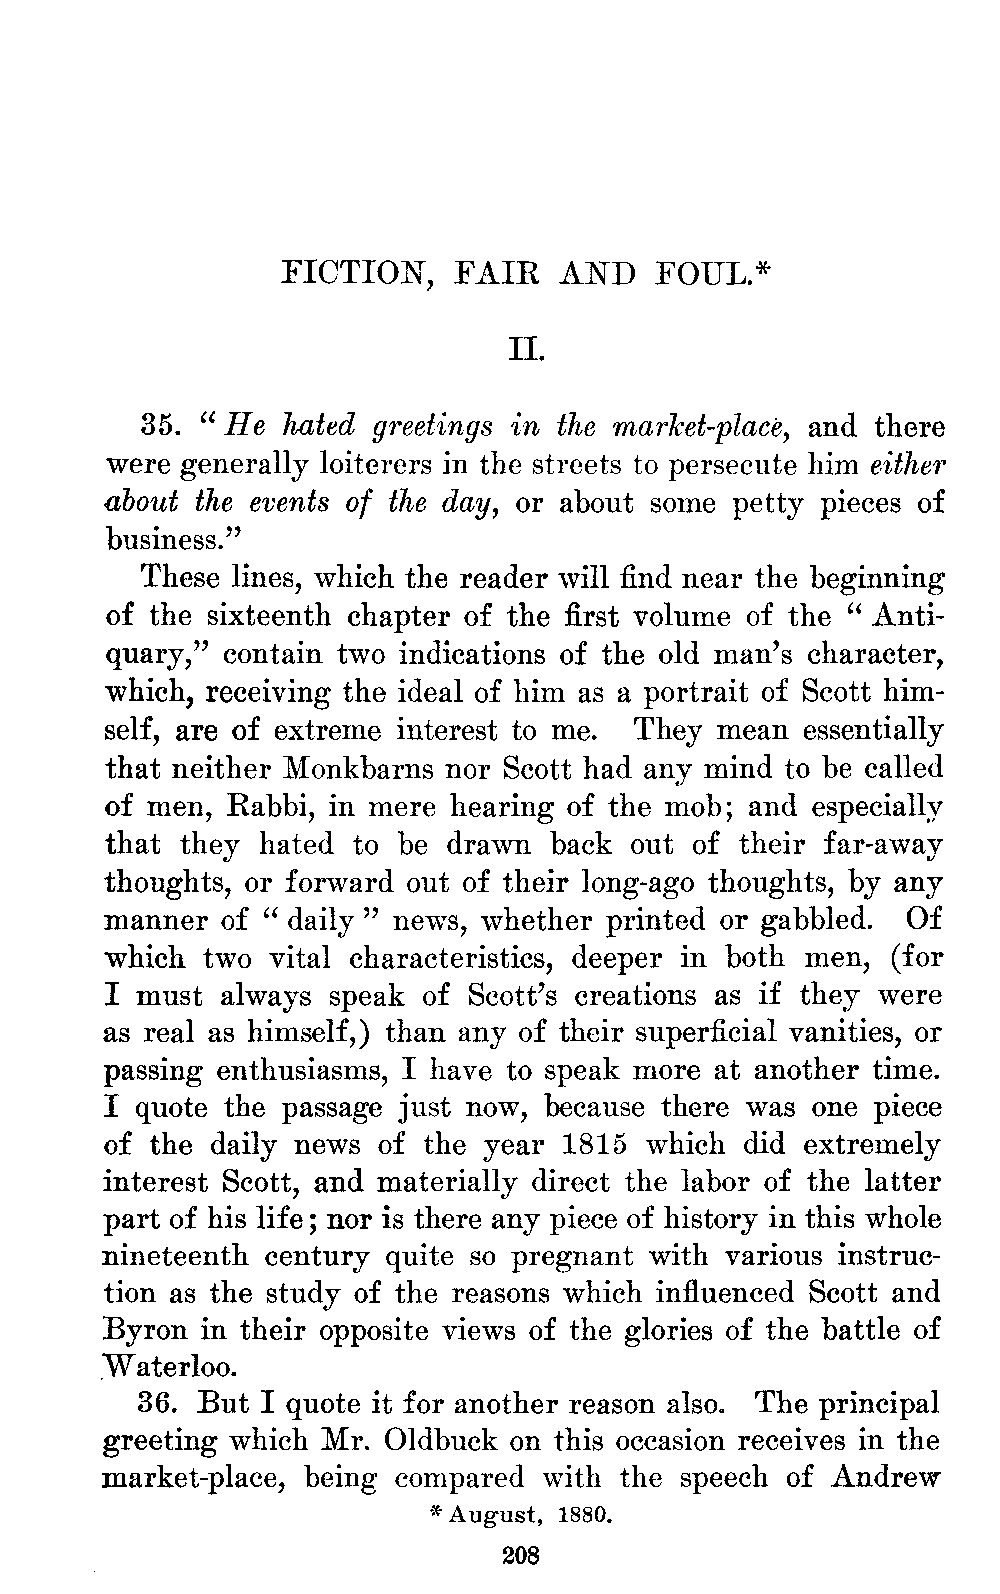 FICTION, FAIR AND FOUL.*
II.
35. “ He hated greetings in the market-place, and there
were generally loiterers in the streets to persecute him either
about the events of the day, or about some petty pieces of
business.”
These lines, which the reader will find near the beginning
of the sixteenth chapter of the first volume of the “ Anti-
quary,” contain two indications of the old man’s character,
which, receiving the ideal of him as a portrait of Scott him-
self, are of extreme interest to me. They mean essentially
that neither Monkbarns nor Scott had any mind to be called
of men, Rabbi, in mere hearing of the mob; and especially
that they hated to be drawn back out of their far-away
thoughts, or forward out of their long-ago thoughts, by any
manner of “ daily ” news, whether printed or gabbled. Of
which two vital characteristics, deeper in both men, (for
I must always speak of Scott’s creations as if they were
as real as himself,) than any of their superficial vanities, or
passing enthusiasms, I have to speak more at another time.
I quote the passage just now, because there was one piece
of the daily news of the year 1815 which did extremely
interest Scott, and materially direct the labor of the latter
part of his life; nor is there any piece of history in this whole
nineteenth century quite so pregnant with various instruc-
tion as the study of the reasons which influenced Scott and
Byron in their opposite views of the glories of the battle of
Waterloo.
36. But I quote it for another reason also. The principal
greeting which Mr. Oldbuck on this occasion receives in the
market-place, being compared with the speech of Andrew
* August, 1880.
208